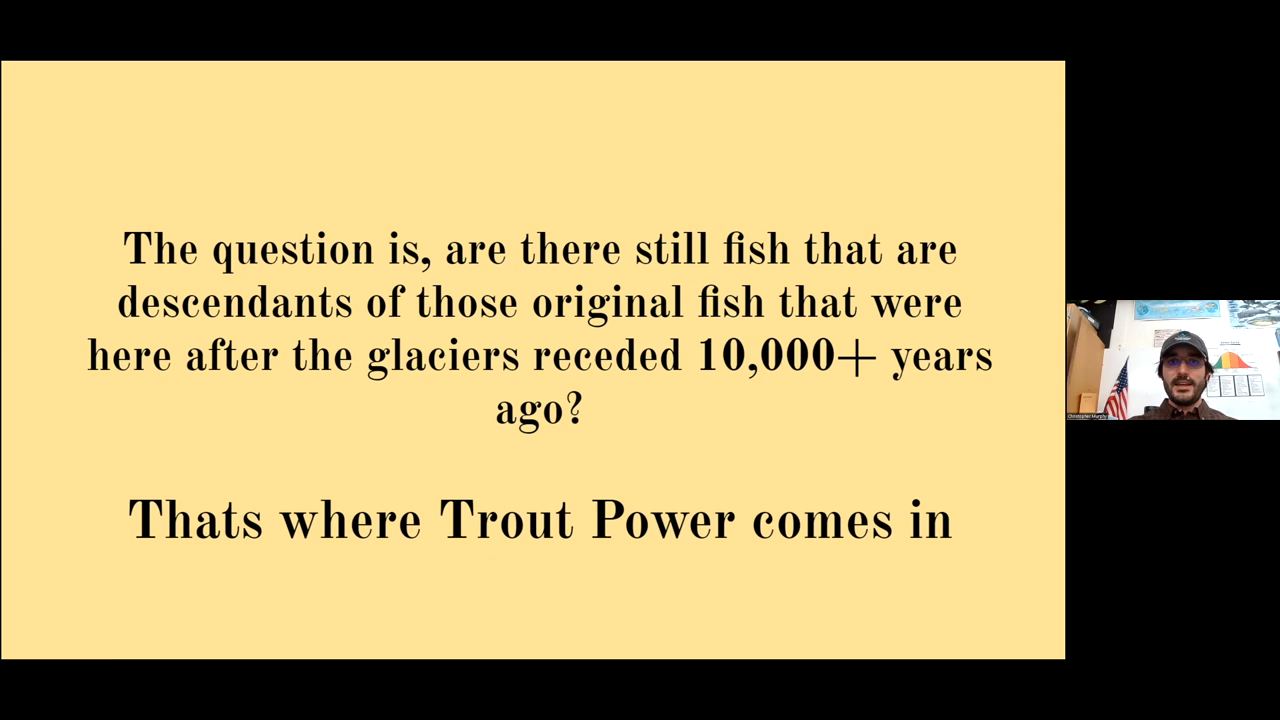 The question is, are there still fish that are
descendants of those original fish that were
here after the glaciers receded 10,000+ years
ago?
Thats where Trout Power comes in